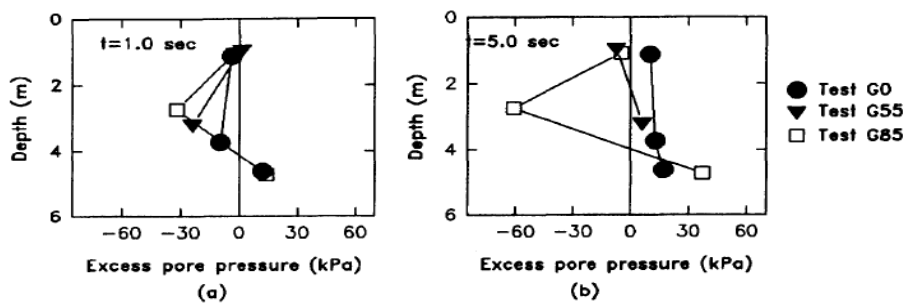 0
2
4
6
Depth (m)
t=1.0 sec
-60 -30 0 30 60
Excess pore pressure (kPa)
(a)
0
2
4
6
Depth (m)
t=5.0 sec
-60 -30 0 30 60
Excess pore pressure (kPa)
(b)
Test G0
Test G55
Test G85